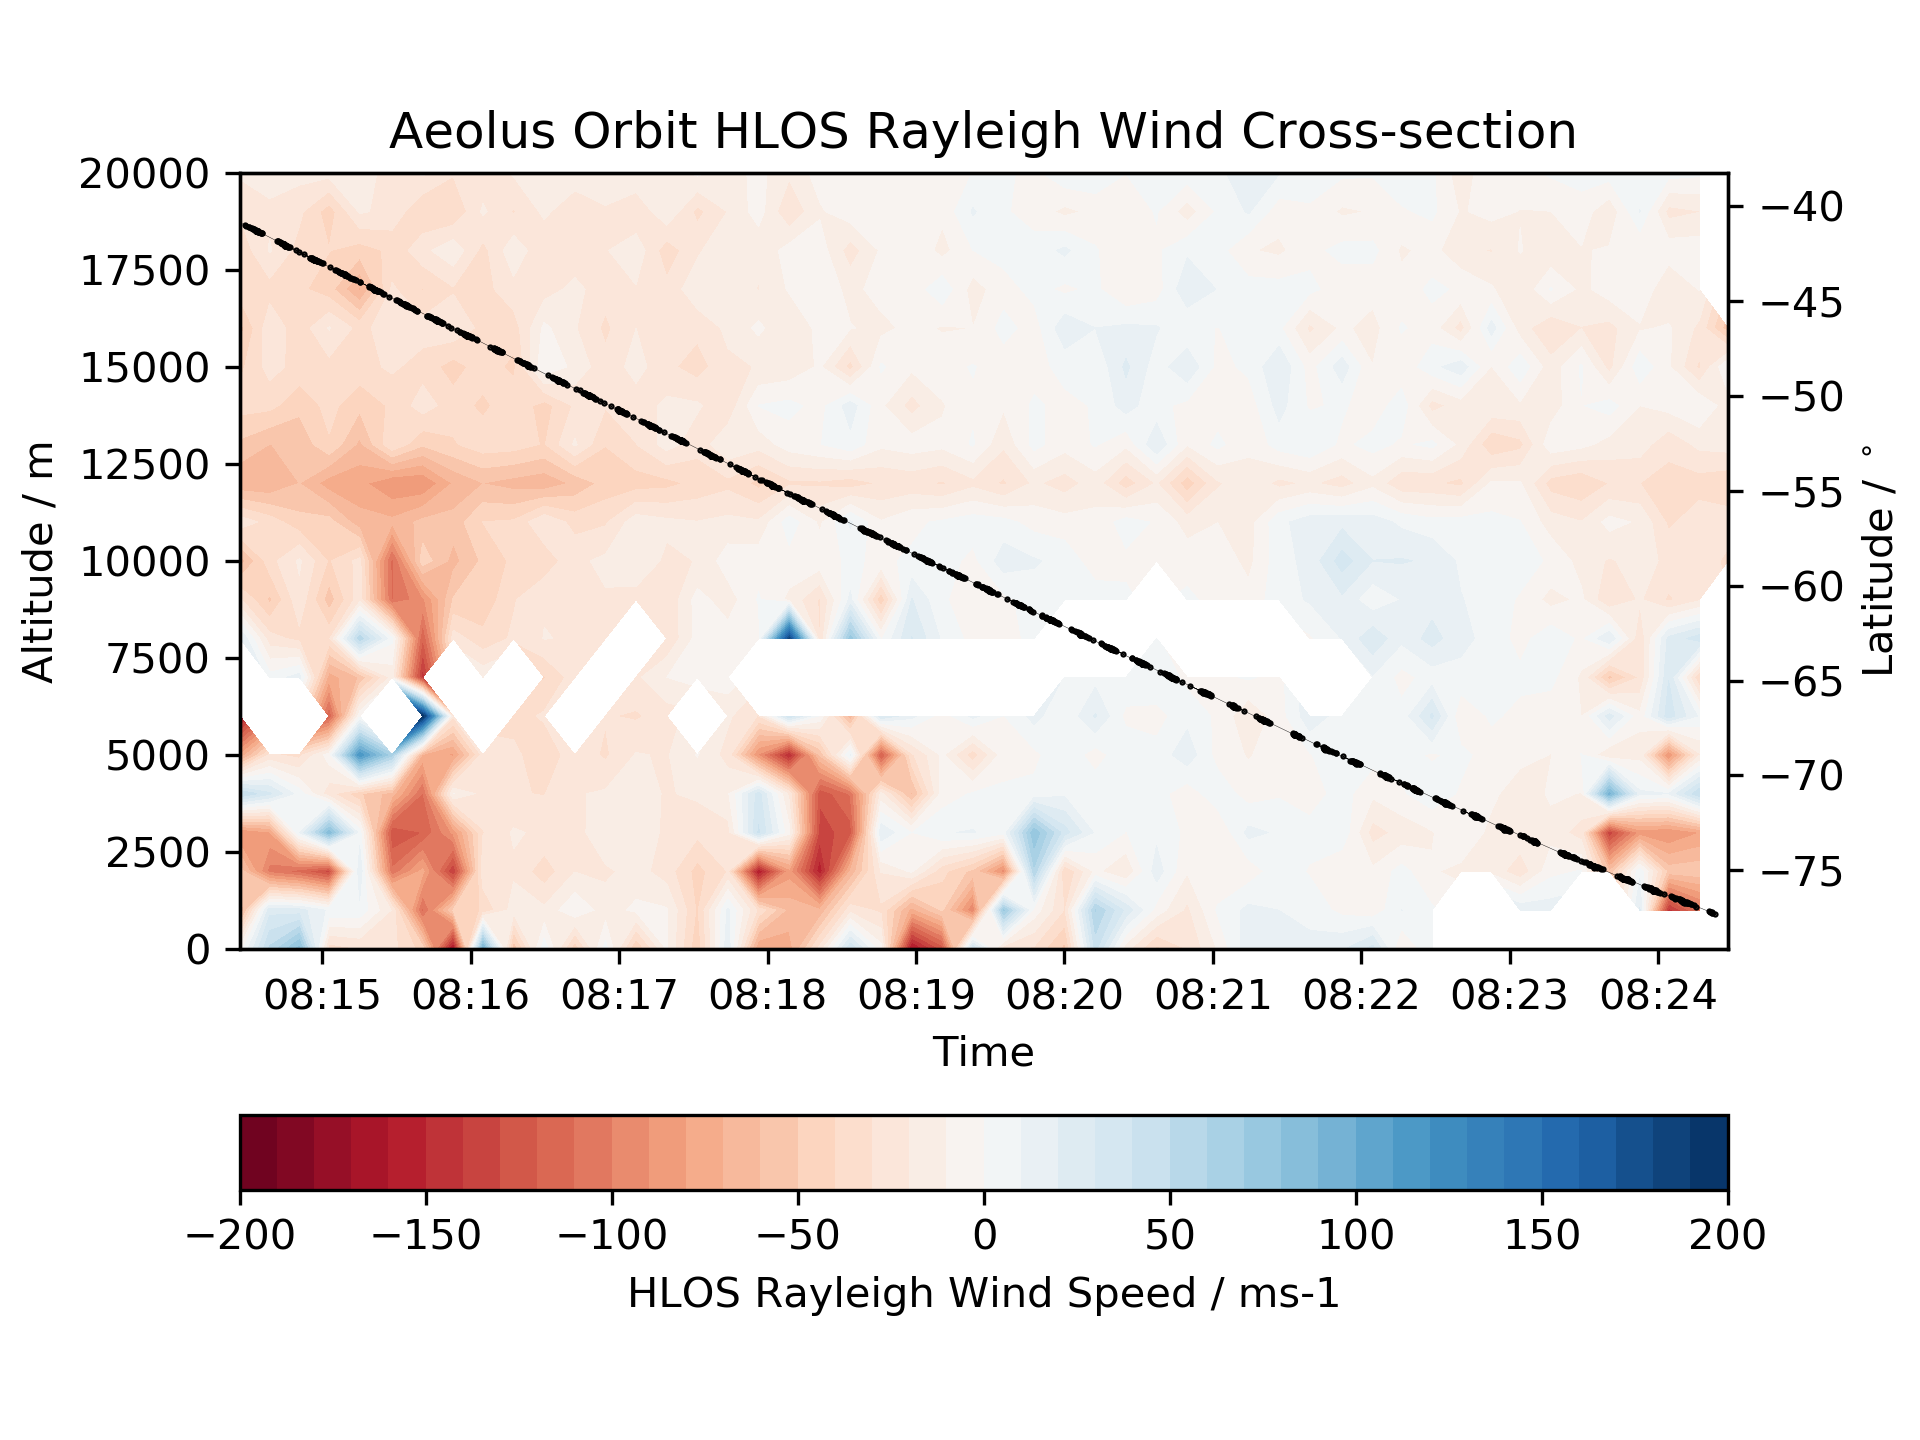 Aeolus Orbit HLOS Rayleigh Wind Cross-section
20000
17500
15000
12500
10000
7500
5000
2500
0
Altitude / m
−40
−45
−50
−55
−60
−65
−70
−75
Latitude / °
08:15 08:16 08:17 08:18 08:19 08:20 08:21 08:22 08:23 08:24
Time
−200 −150 −100 −50 0 50 100 150 200
HLOS Rayleigh Wind Speed / ms-1